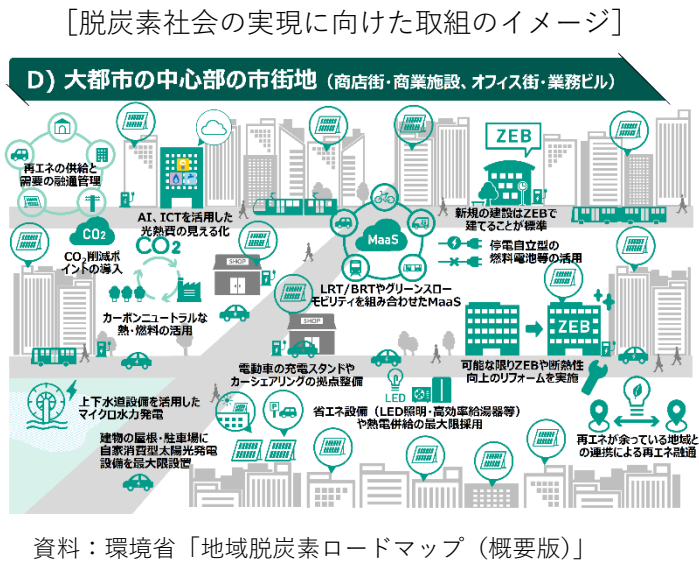 ［脱炭素社会の実現に向けた取組のイメージ］
D) 大都市の中心部の市街地（商店街・商業施設、オフィス街・業務ビル）
再エネの供給と
需要の融通管理
AI、ICTを活用した
光熱費の見える化
ZEB
新規の建設はZEBで
建てることが標準
CO2
CO2削減ポ
イントの導入
CO2
カーボンニュートラルな
熱・燃料の活用
SHOP
MaaS
LRT/BRTやグリーンスロー
モビリティを組み合わせたMaaS
停電自立型の
燃料電池等の活用
SHOP
電動車の充電スタンドや
カーシェアリングの拠点整備
ZEB
可能な限りZEBや断熱性
向上のリフォームを実施
上下水道設備を活用した
マイクロ水力発電
建物の屋根・駐車場に
自家消費型太陽光発電
設備を最大限設置
P
LED
省エネ設備（LED照明・高効率給湯器等）
や熱電併給の最大限採用
再エネが余っている地域と
の連携による再エネ融通
資料：環境省「地域脱炭素ロードマップ（概要版）」